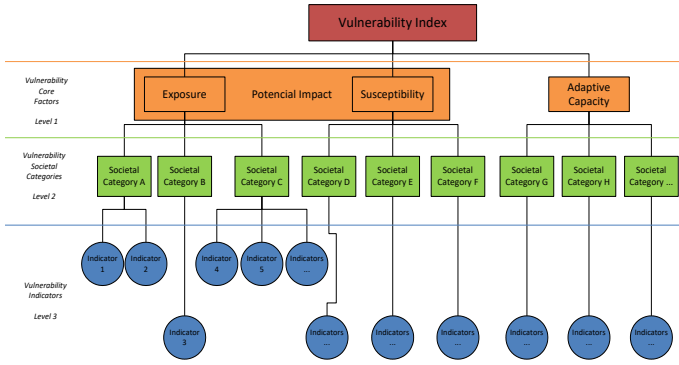 Vulnerability Index
Vulnerability
Core
Factors
Level 1
Exposure
Potencial Impact
Susceptibility
Adaptive
Capacity
Vulnerability
Societal
Categories
Level 2
Societal
Category A
Societal
Category B
Societal
Category C
Societal
Category D
Societal
Category E
Societal
Category F
Societal
Category G
Societal
Category H
Societal
Category ...
Vulnerability
Indicators
Level 3
Indicator
1
Indicator
2
Indicator
4
Indicator
5
Indicators
...
Indicator
3
Indicators
...
Indicators
...
Indicators
...
Indicators
...
Indicators
...
Indicators
...